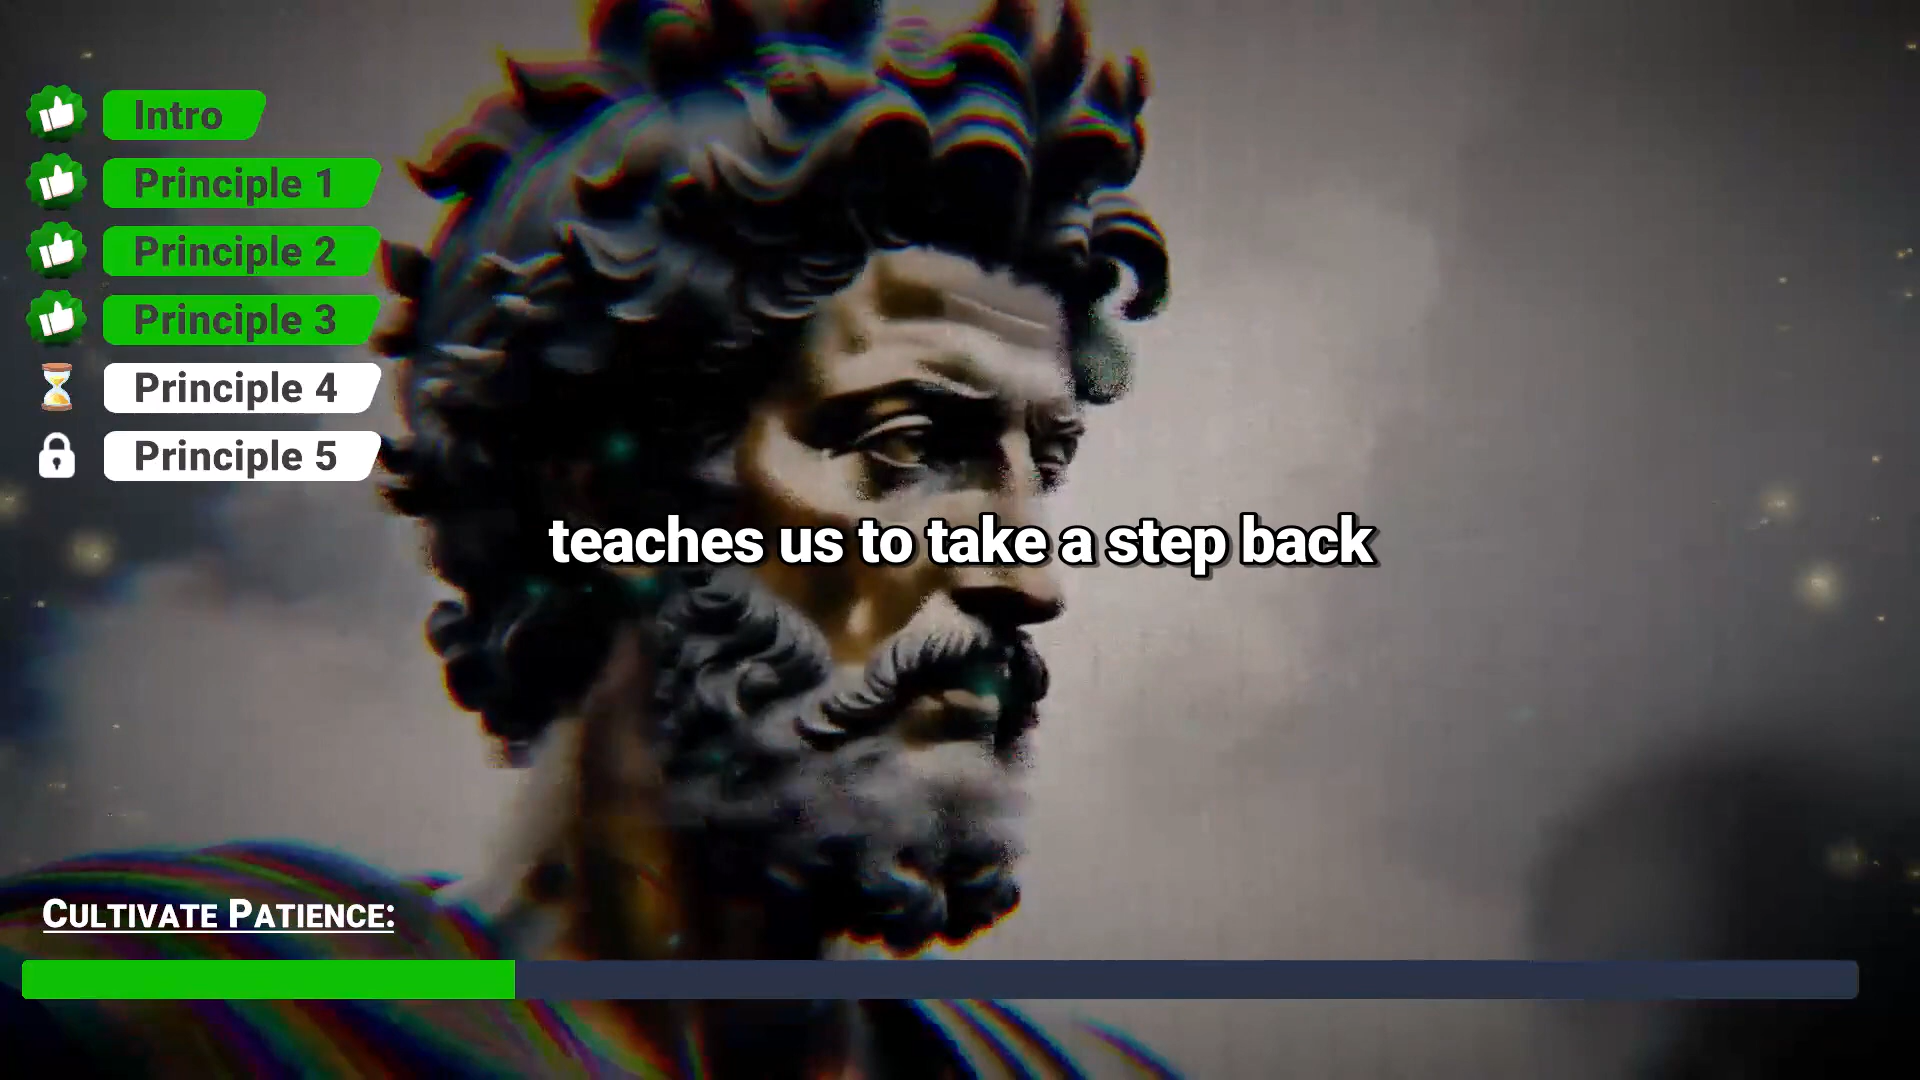 Intro
Principle 1
Principle 2
Principle 3
Principle 4
Principle 5
teaches us to take a step back
Cultivate Patience: